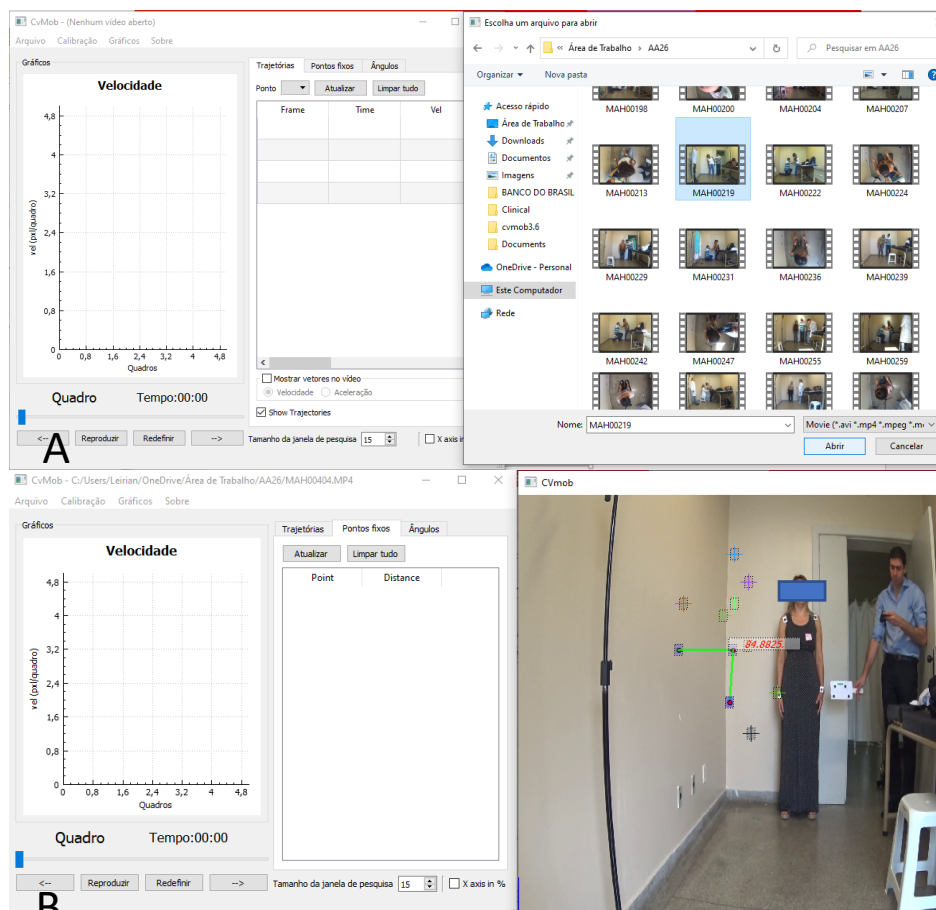 CvMob - (Nenhum vídeo aberto)
Arquivo Calibração Gráficos Sobre
Gráficos
Velocidade
4,8
4
3,2
2,4
1,6
0,8
0
vel (pxl/quadro)
0 0,8 1,6 2,4 3,2 4 4,8
Quadros
Quadro Tempo:00:00
<-- Reproduzir Redefinir -->
A
Trajetórias Pontos fixos Ângulos
Ponto Atualizar Limpar tudo
Frame Time Vel
Mostrar vetores no vídeo
Velocidade Aceleração
Show Trajectories
Tamanho da janela de pesquisa 15 X axis in
Escolha um arquivo para abrir
« Área de Trabalho › AA26
Pesquisar em AA26
Organizar Nova pasta
Acesso rápido
Área de Trabalho
Downloads
Documentos
Imagens
BANCO DO BRASIL
Clinical
cvmob3.6
Documents
OneDrive - Personal
Este Computador
Rede
MAH00198 MAH00200 MAH00204 MAH00207
MAH00213 MAH00219 MAH00222 MAH00224
MAH00229 MAH00231 MAH00236 MAH00239
MAH00242 MAH00247 MAH00255 MAH00259
Nome: MAH00219 Movie (*.avi *.mp4 *.mpeg *.m
Abrir Cancelar
CvMob - C:/Users/Leirian/OneDrive/Área de Trabalho/AA26/MAH00404.MP4
Arquivo Calibração Gráficos Sobre
Gráficos
Velocidade
4,8
4
3,2
2,4
1,6
0,8
0
vel (pxl/quadro)
0 0,8 1,6 2,4 3,2 4 4,8
Quadros
Quadro Tempo:00:00
<-- Reproduzir Redefinir -->
B
Trajetórias Pontos fixos Ângulos
Atualizar Limpar tudo
Point Distance
Tamanho da janela de pesquisa 15 X axis in %
CVmob
84.8825